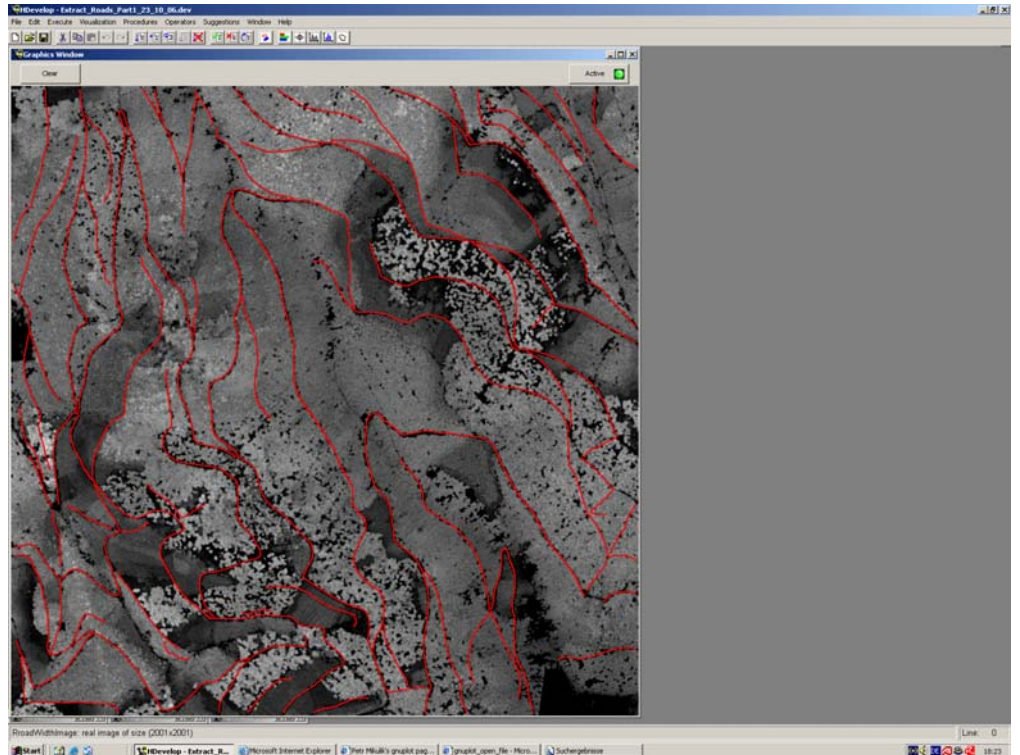 HDevelop - Extract_Roads_Part1_23_10_06.dev
File Edit Execute Visualization Procedures Operators Suggestions Window Help
Graphics Window
Clear Active
RroadWidthImage: real image of size (2001x2001) Line: 0
Start HDevelop - Extract_R... Microsoft Internet Explorer Petr Mikulik's gnuplot pag... gnuplot_open_file - Micro... Suchergebnisse 18:23